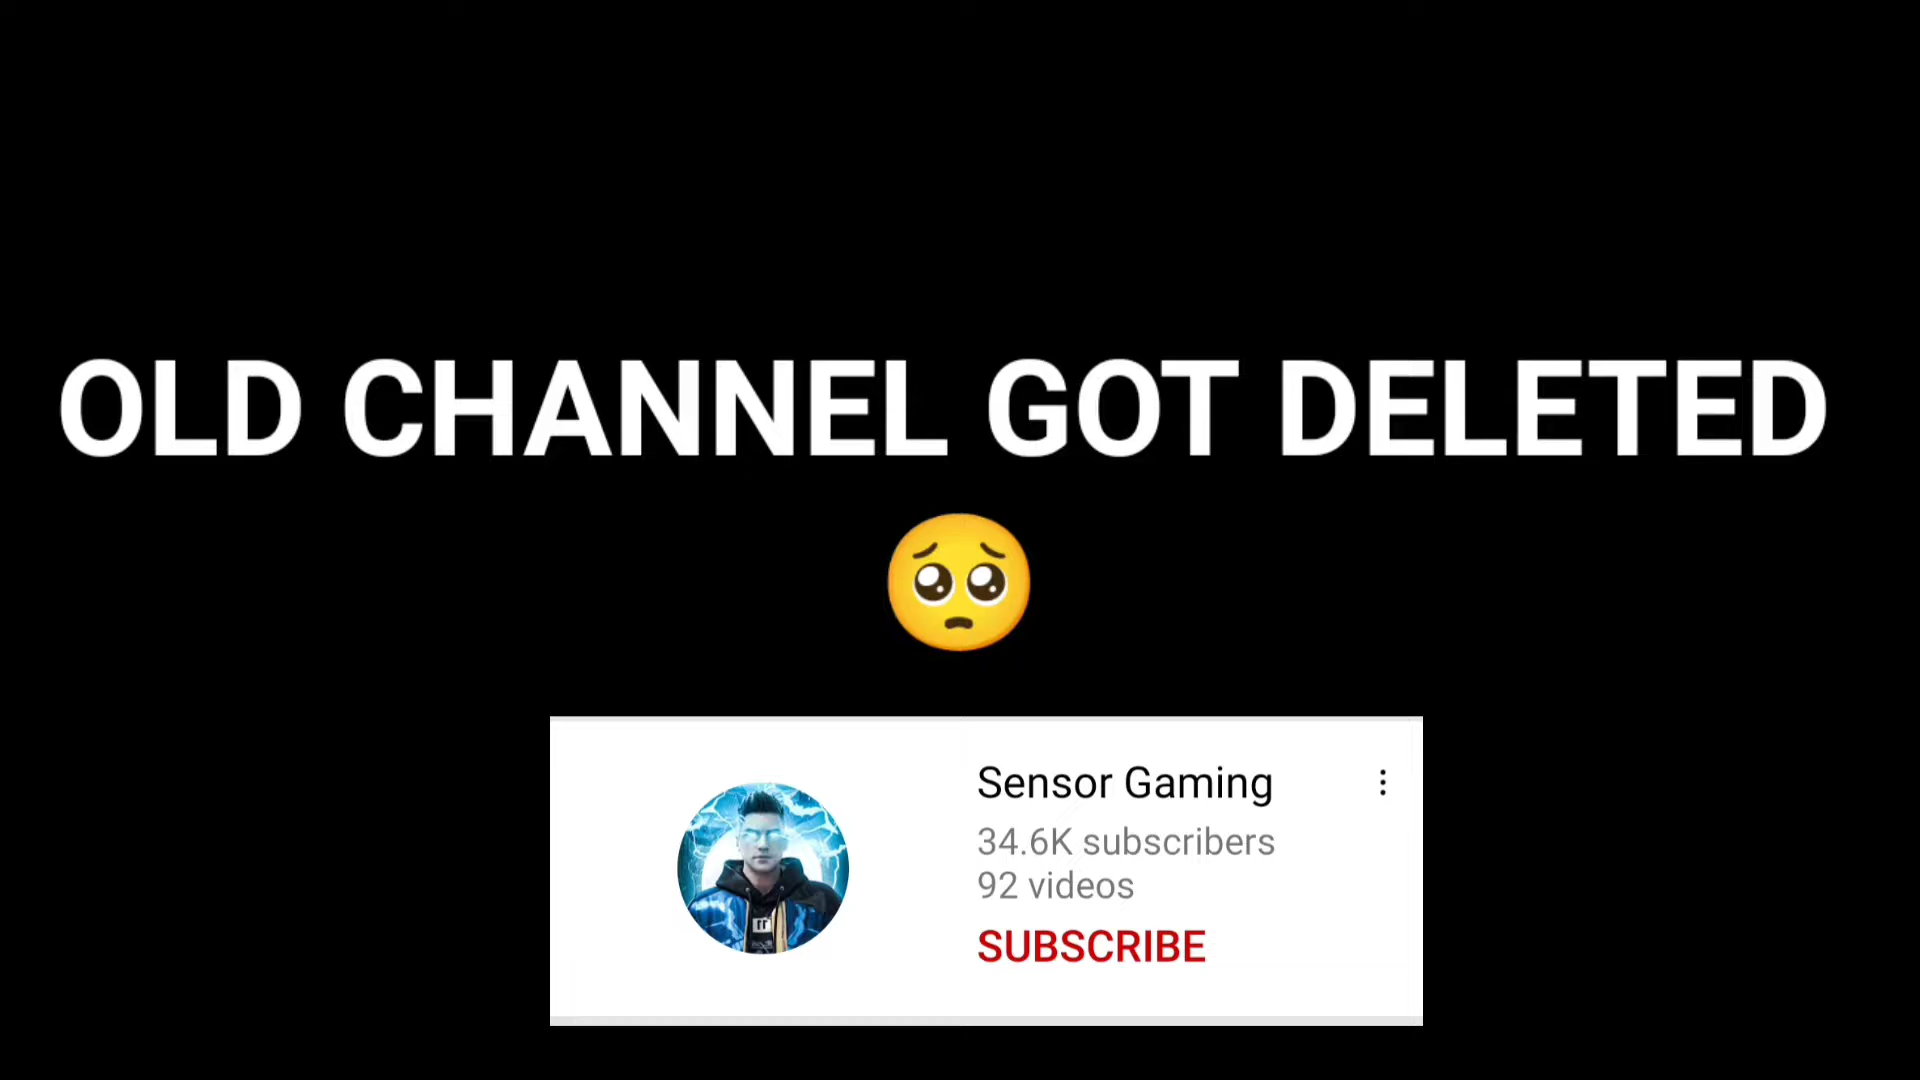 OLD CHANNEL GOT DELETED
🥺
Sensor Gaming
34.6K subscribers
92 videos
SUBSCRIBE